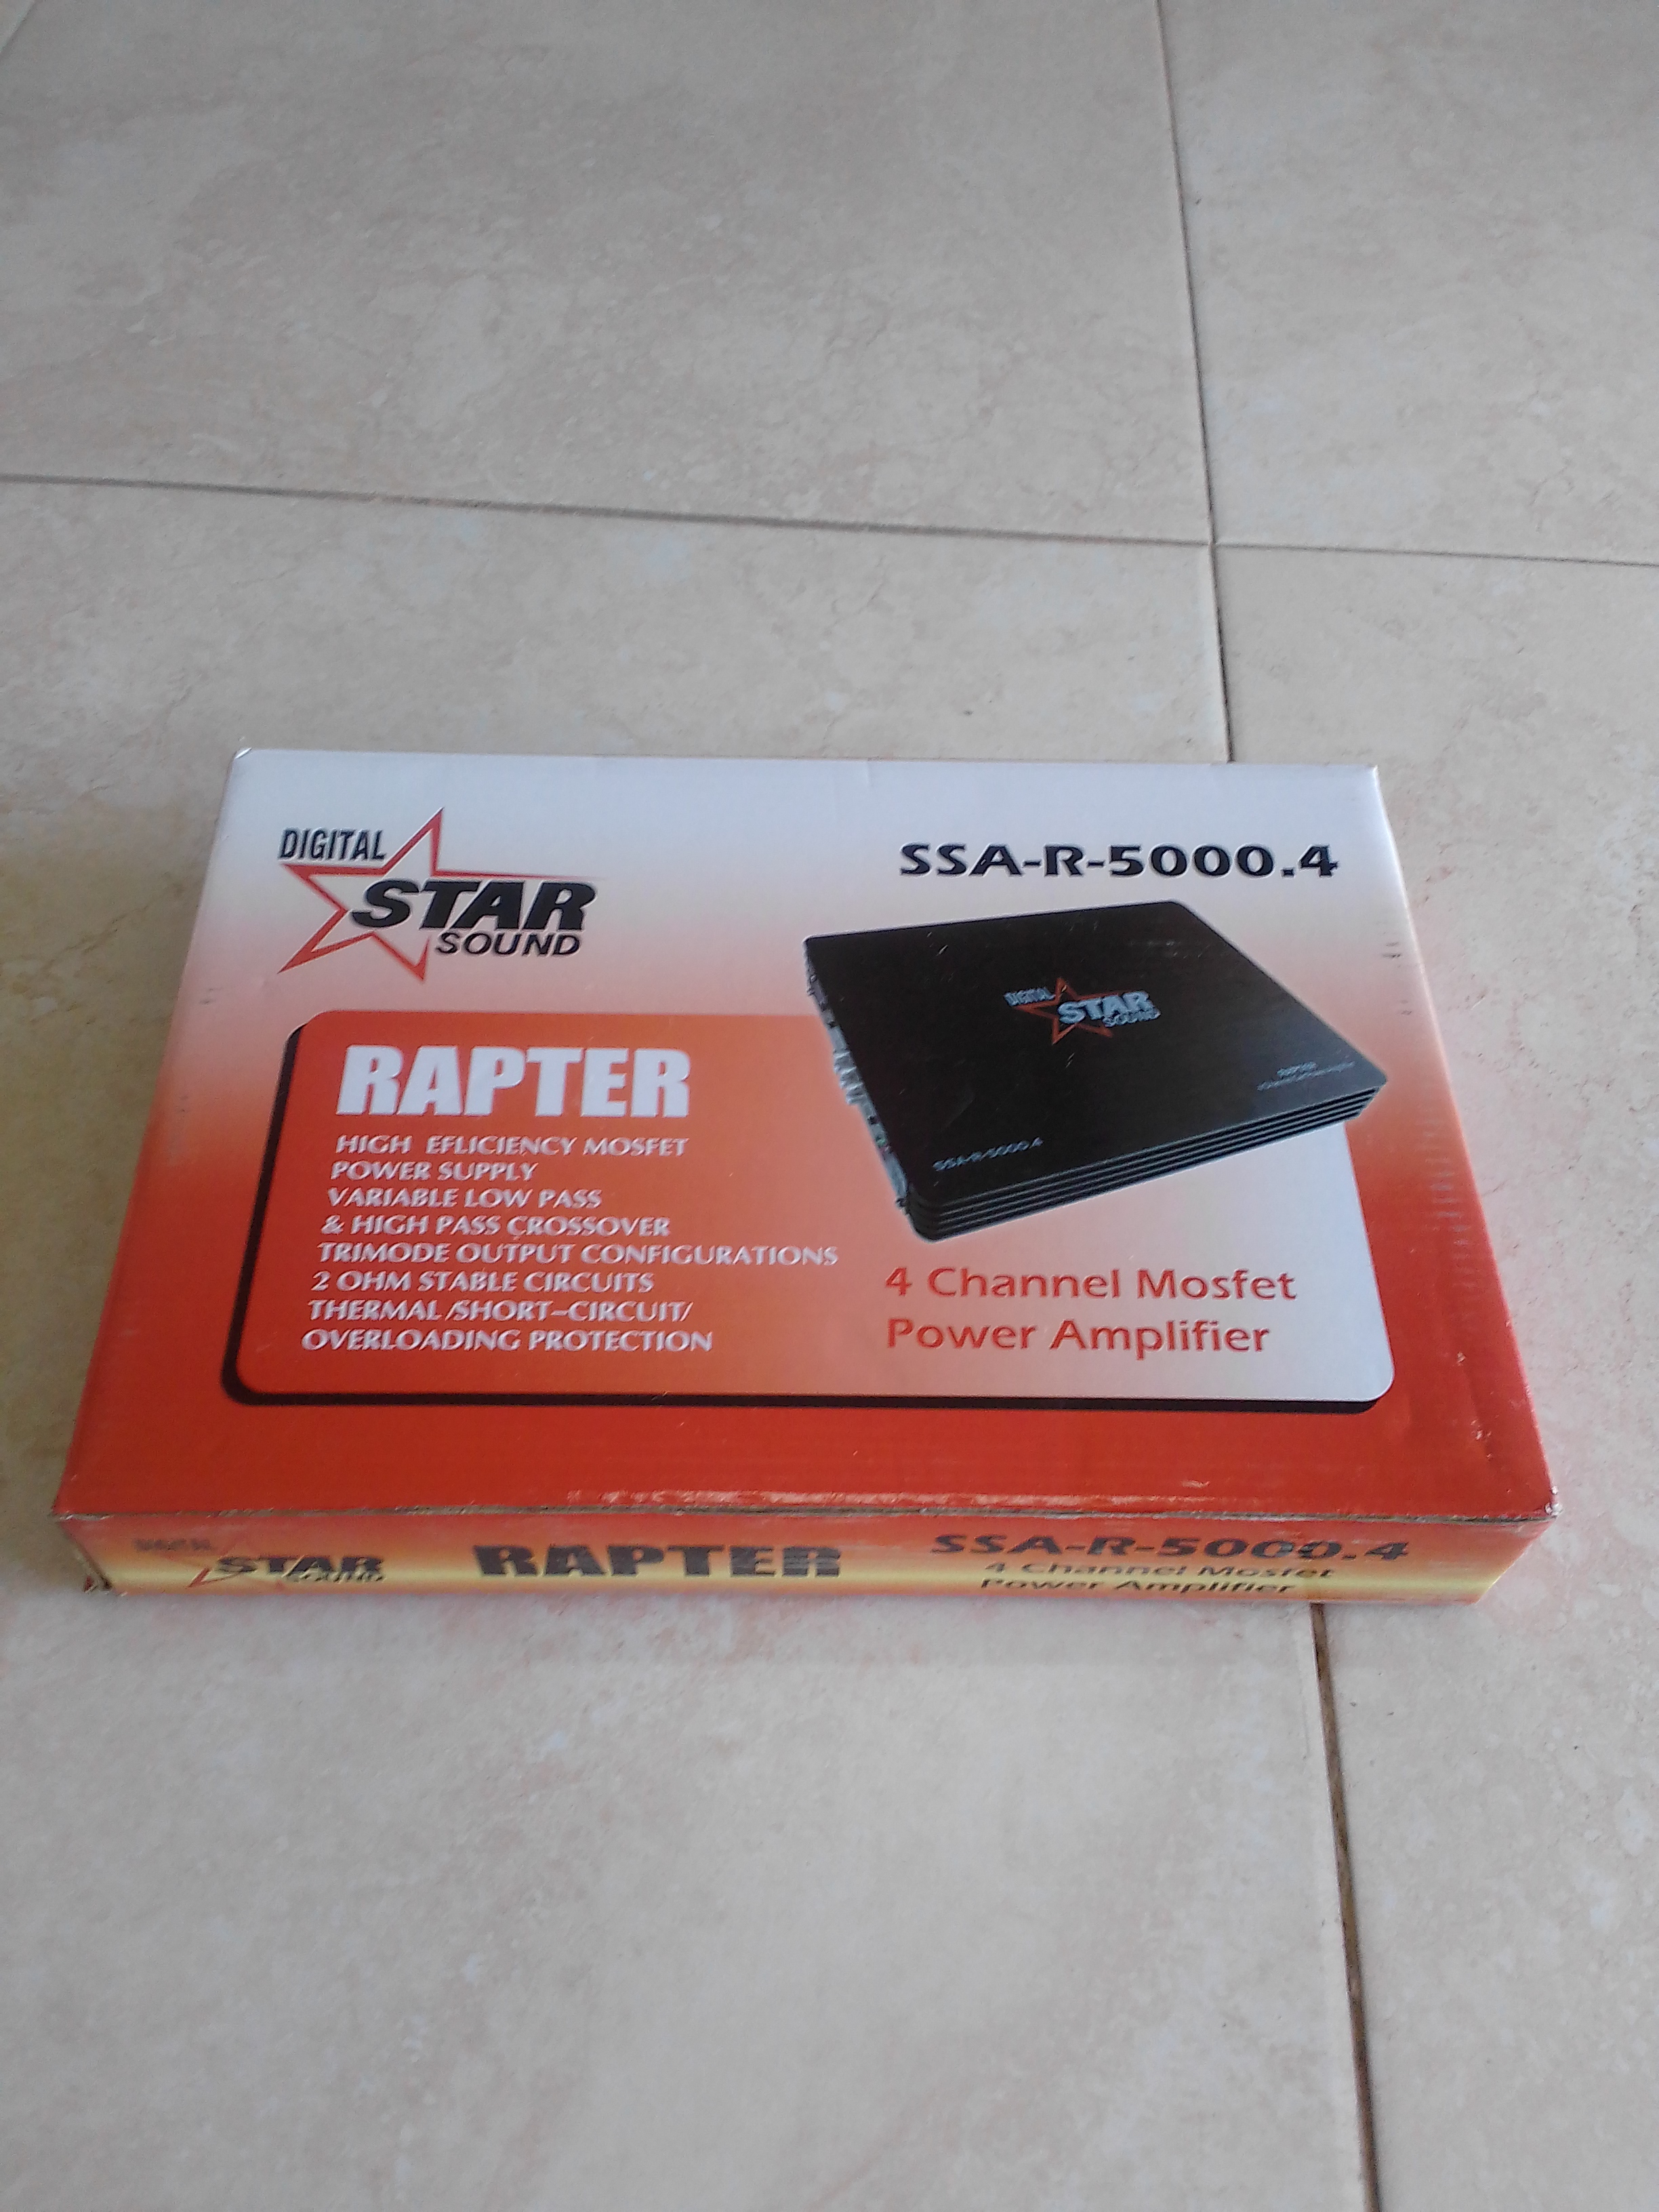 DIGITAL
STAR
SOUND
SSA-R-5000.4
DIGITAL
STAR
SOUND
RAPTER
SSA-R-5000.4
RAPTER
HIGH EFLICIENCY MOSFET
POWER SUPPLY
VARIABLE LOW PASS
& HIGH PASS CROSSOVER
TRIMODE OUTPUT CONFIGURATIONS
2 OHM STABLE CIRCUITS
THERMAL /SHORT-CIRCUIT/
OVERLOADING PROTECTION
4 Channel Mosfet
Power Amplifier
DIGITAL
STAR
SOUND
RAPTER
SSA-R-5000.4
4 Channel Mosfet
Power Amplifier